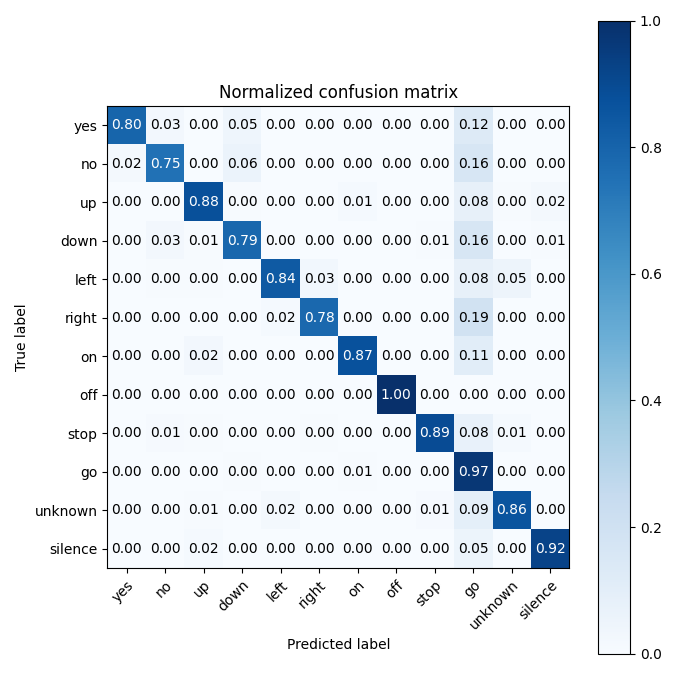 Normalized confusion matrix
yes 0.80 0.03 0.00 0.05 0.00 0.00 0.00 0.00 0.00 0.12 0.00 0.00
no 0.02 0.75 0.00 0.06 0.00 0.00 0.00 0.00 0.00 0.16 0.00 0.00
up 0.00 0.00 0.88 0.00 0.00 0.00 0.01 0.00 0.00 0.08 0.00 0.02
down 0.00 0.03 0.01 0.79 0.00 0.00 0.00 0.00 0.01 0.16 0.00 0.01
left 0.00 0.00 0.00 0.00 0.84 0.03 0.00 0.00 0.00 0.08 0.05 0.00
right 0.00 0.00 0.00 0.00 0.02 0.78 0.00 0.00 0.00 0.19 0.00 0.00
on 0.00 0.00 0.02 0.00 0.00 0.00 0.87 0.00 0.00 0.11 0.00 0.00
off 0.00 0.00 0.00 0.00 0.00 0.00 0.00 1.00 0.00 0.00 0.00 0.00
stop 0.00 0.01 0.00 0.00 0.00 0.00 0.00 0.00 0.89 0.08 0.01 0.00
go 0.00 0.00 0.00 0.00 0.00 0.00 0.01 0.00 0.00 0.97 0.00 0.00
unknown 0.00 0.00 0.01 0.00 0.02 0.00 0.00 0.00 0.01 0.09 0.86 0.00
silence 0.00 0.00 0.02 0.00 0.00 0.00 0.00 0.00 0.00 0.05 0.00 0.92
yes no up down left right on off stop go unknown silence
Predicted label
True label
1.0
0.8
0.6
0.4
0.2
0.0